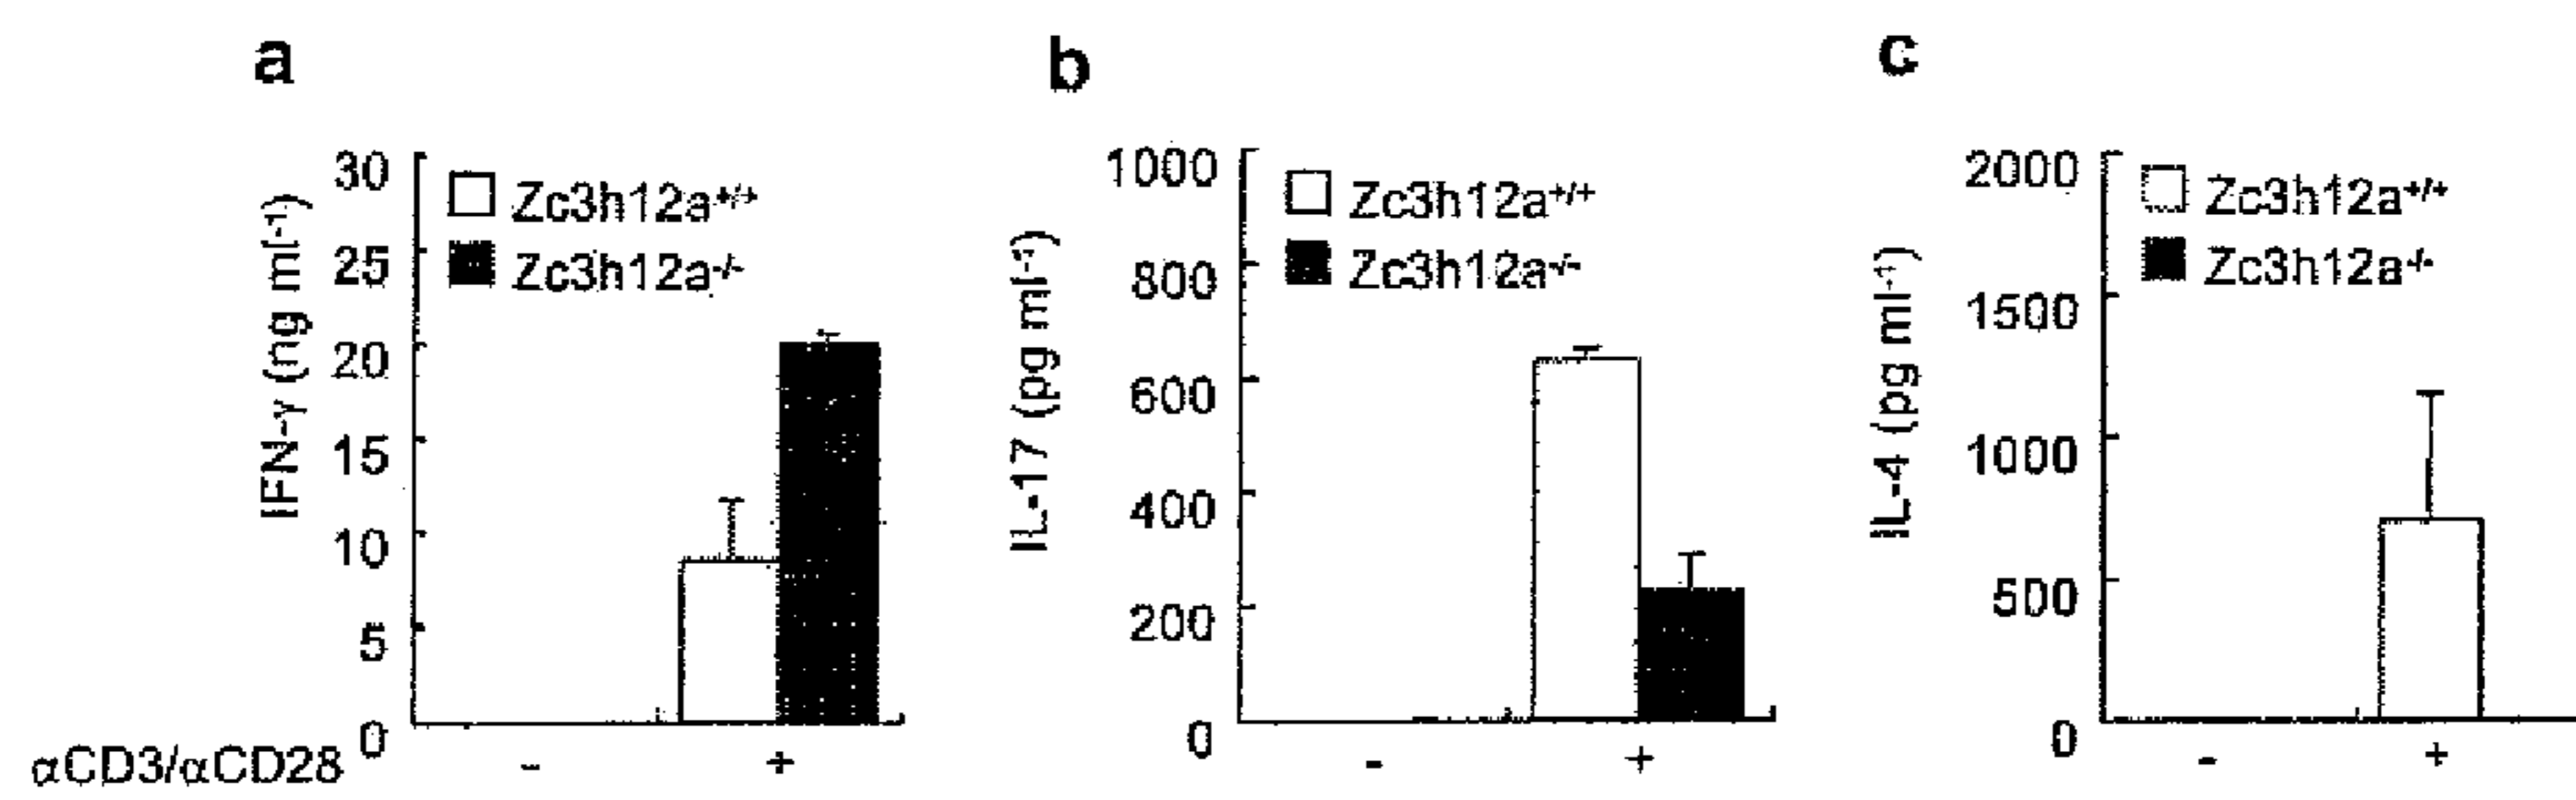 a
IFN-γ (ng ml⁻¹)
30
25
20
15
10
5
0
Zc3h12a+/+
Zc3h12a-/-
αCD3/αCD28
-
+
b
IL-17 (pg ml⁻¹)
1000
800
600
400
200
0
Zc3h12a+/+
Zc3h12a-/-
-
+
c
IL-4 (pg ml⁻¹)
2000
1500
1000
500
0
Zc3h12a+/+
Zc3h12a-/-
-
+